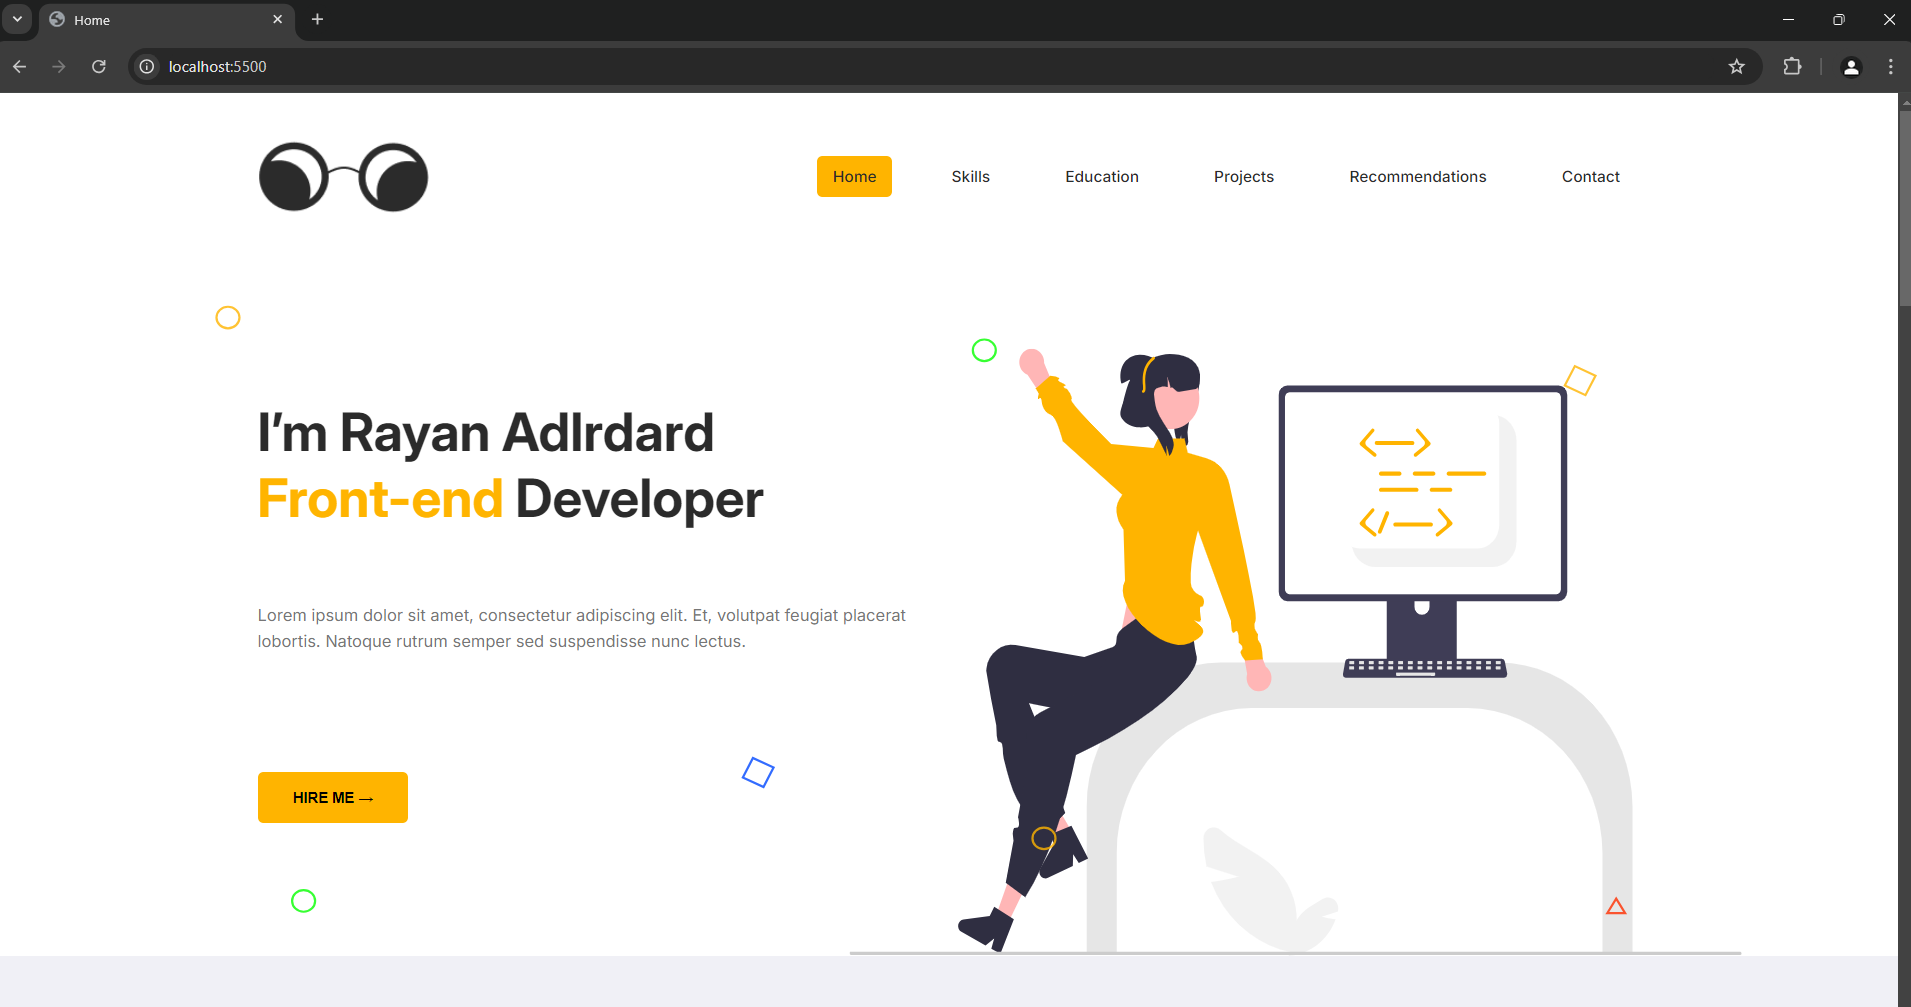 Home
localhost:5500
Home Skills Education Projects Recommendations Contact
I'm Rayan Adlrdard
Front-end Developer
Lorem ipsum dolor sit amet, consectetur adipiscing elit. Et, volutpat feugiat placerat
lobortis. Natoque rutrum semper sed suspendisse nunc lectus.
HIRE ME →